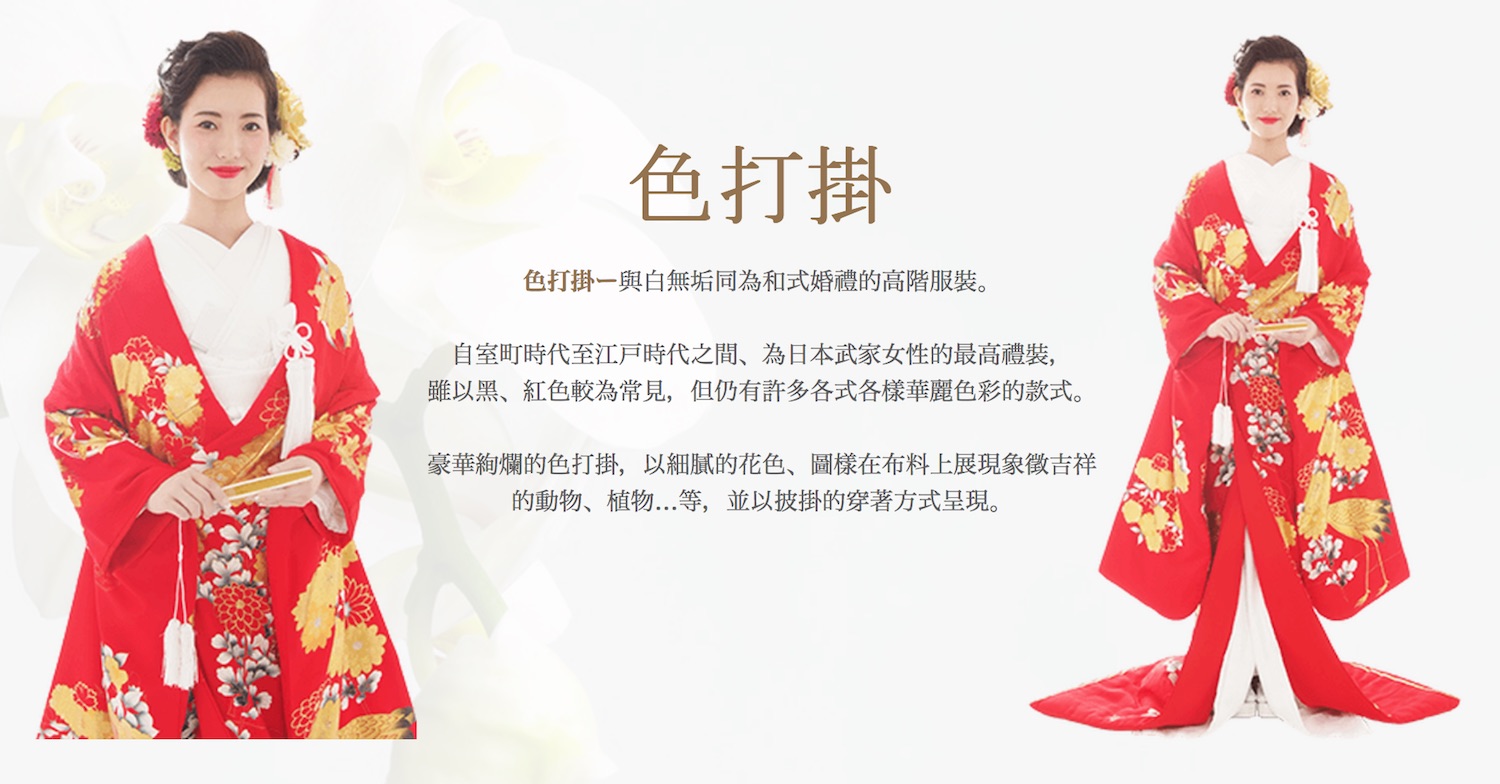 色打掛
色打掛ー與白無垢同為和式婚禮的高階服裝。
自室町時代至江戸時代之間、為日本武家女性的最高禮裝，
雖以黑、紅色較為常見，但仍有許多各式各樣華麗色彩的款式。
豪華絢爛的色打掛，以細膩的花色、圖樣在布料上展現象徵吉祥
的動物、植物…等，並以披掛的穿著方式呈現。